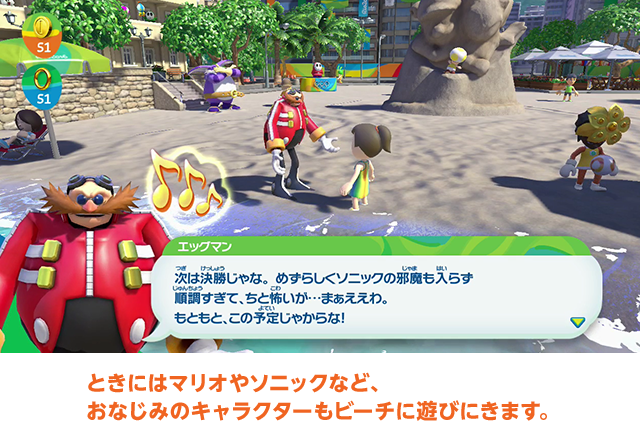 51
51
エッグマン
次は決勝じゃな。めずらしくソニックの邪魔も入らず
順調すぎて、ちと怖いが…まぁええわ。
もともと、この予定じゃからな!
ときにはマリオやソニックなど、
おなじみのキャラクターもビーチに遊びにきます。